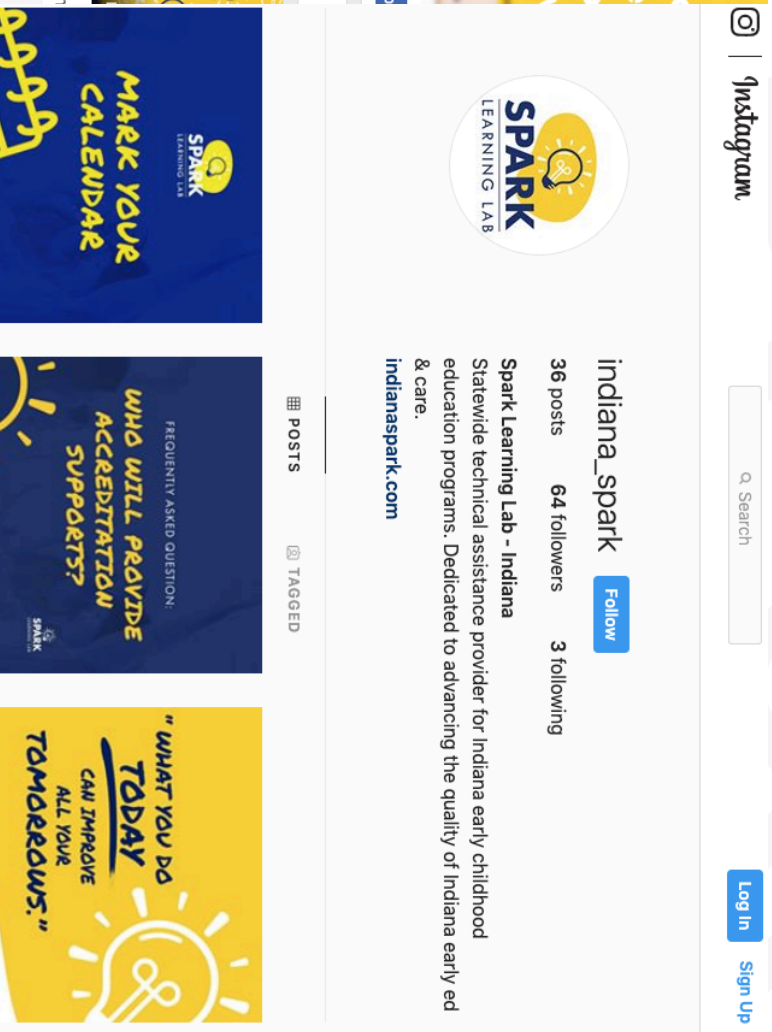 Instagram
Search
Log In
Sign Up
SPARK
LEARNING LAB
indiana_spark
Follow
36 posts
64 followers
3 following
Spark Learning Lab - Indiana
Statewide technical assistance provider for Indiana early childhood
education programs. Dedicated to advancing the quality of Indiana early ed
& care.
indianaspark.com
POSTS
TAGGED
SPARK
LEARNING LAB
MARK YOUR
CALENDAR
FREQUENTLY ASKED QUESTION:
WHO WILL PROVIDE
ACCREDITATION
SUPPORTS?
SPARK
LEARNING LAB
"WHAT YOU DO
TODAY
CAN IMPROVE
ALL YOUR
TOMORROWS."